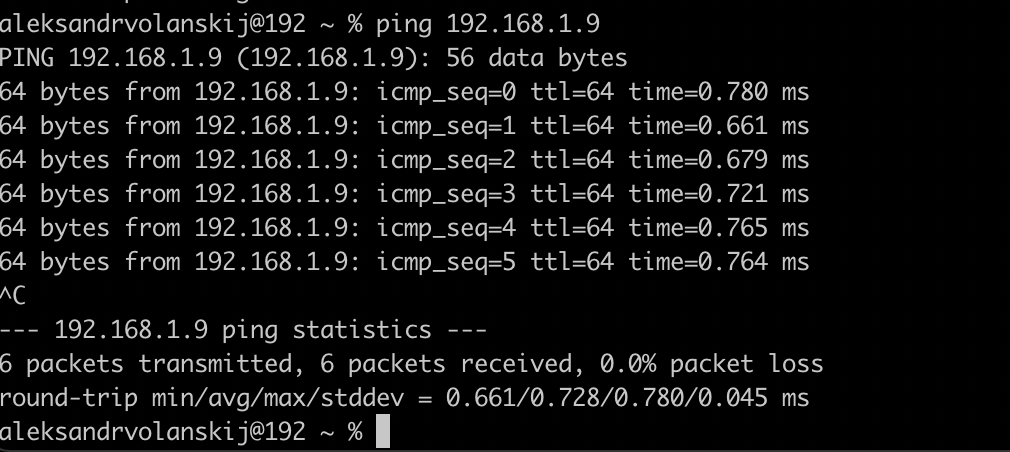 aleksandrvolanskij@192 ~ % ping 192.168.1.9
PING 192.168.1.9 (192.168.1.9): 56 data bytes
64 bytes from 192.168.1.9: icmp_seq=0 ttl=64 time=0.780 ms
64 bytes from 192.168.1.9: icmp_seq=1 ttl=64 time=0.661 ms
64 bytes from 192.168.1.9: icmp_seq=2 ttl=64 time=0.679 ms
64 bytes from 192.168.1.9: icmp_seq=3 ttl=64 time=0.721 ms
64 bytes from 192.168.1.9: icmp_seq=4 ttl=64 time=0.765 ms
64 bytes from 192.168.1.9: icmp_seq=5 ttl=64 time=0.764 ms
^C
--- 192.168.1.9 ping statistics ---
6 packets transmitted, 6 packets received, 0.0% packet loss
round-trip min/avg/max/stddev = 0.661/0.728/0.780/0.045 ms
aleksandrvolanskij@192 ~ %